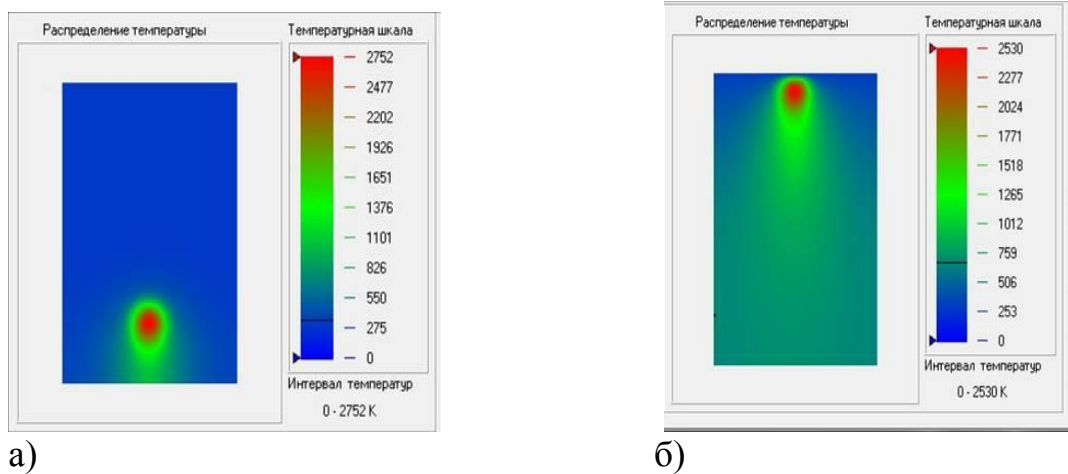 Распределение температуры
Температурная шкала
2752
2477
2202
1926
1651
1376
1101
826
550
275
0
Интервал температур
0 - 2752 К
а)
Распределение температуры
Температурная шкала
2530
2277
2024
1771
1518
1265
1012
759
506
253
0
Интервал температур
0 - 2530 К
б)